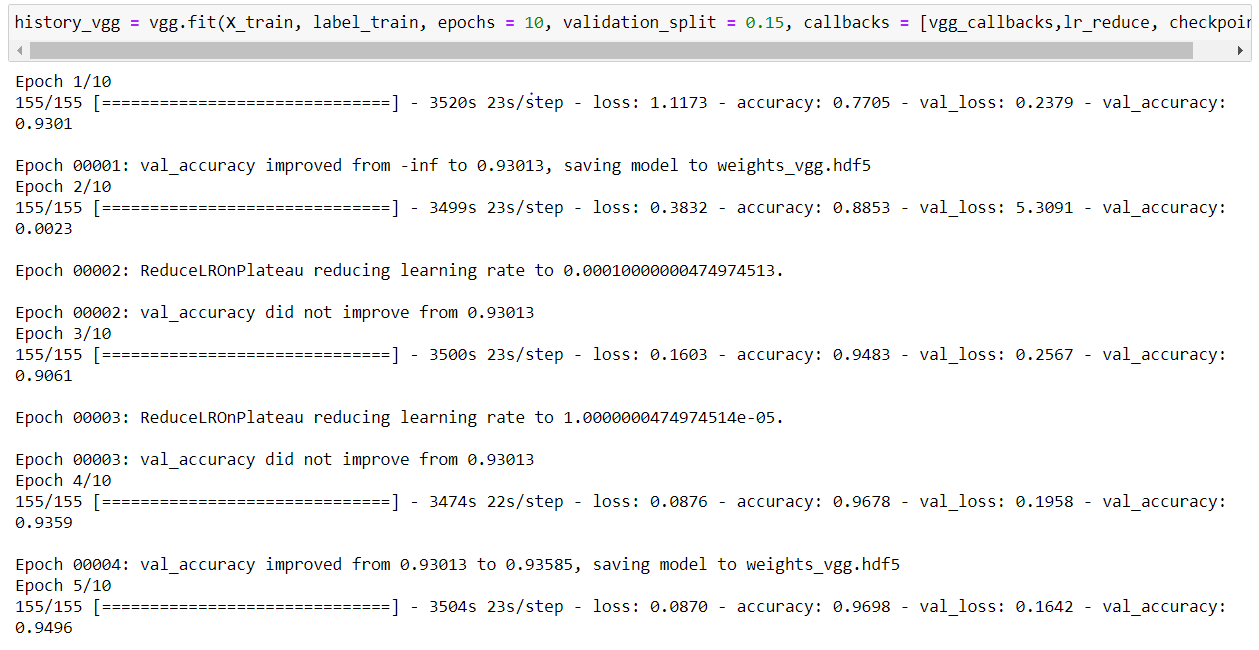 history_vgg = vgg.fit(X_train, label_train, epochs = 10, validation_split = 0.15, callbacks = [vgg_callbacks,lr_reduce, checkpoin
Epoch 1/10
155/155 [==============================] - 3520s 23s/step - loss: 1.1173 - accuracy: 0.7705 - val_loss: 0.2379 - val_accuracy:
0.9301
Epoch 00001: val_accuracy improved from -inf to 0.93013, saving model to weights_vgg.hdf5
Epoch 2/10
155/155 [==============================] - 3499s 23s/step - loss: 0.3832 - accuracy: 0.8853 - val_loss: 5.3091 - val_accuracy:
0.0023
Epoch 00002: ReduceLROnPlateau reducing learning rate to 0.00010000000474974513.
Epoch 00002: val_accuracy did not improve from 0.93013
Epoch 3/10
155/155 [==============================] - 3500s 23s/step - loss: 0.1603 - accuracy: 0.9483 - val_loss: 0.2567 - val_accuracy:
0.9061
Epoch 00003: ReduceLROnPlateau reducing learning rate to 1.0000000474974514e-05.
Epoch 00003: val_accuracy did not improve from 0.93013
Epoch 4/10
155/155 [==============================] - 3474s 22s/step - loss: 0.0876 - accuracy: 0.9678 - val_loss: 0.1958 - val_accuracy:
0.9359
Epoch 00004: val_accuracy improved from 0.93013 to 0.93585, saving model to weights_vgg.hdf5
Epoch 5/10
155/155 [==============================] - 3504s 23s/step - loss: 0.0870 - accuracy: 0.9698 - val_loss: 0.1642 - val_accuracy:
0.9496